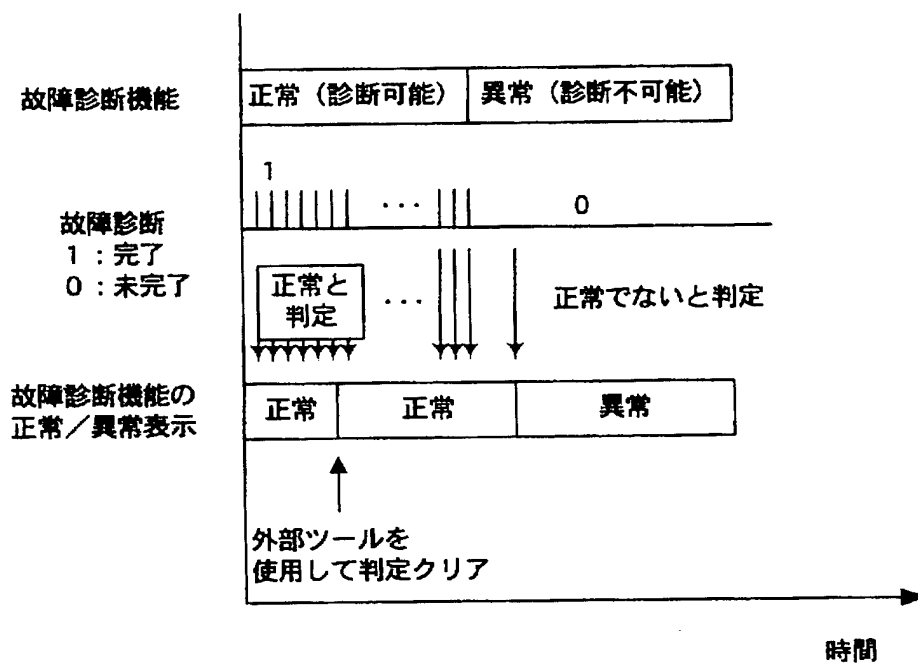 故障診断機能
正常（診断可能）
異常（診断不可能）
1
・・・
0
故障診断
1：完了
0：未完了
正常と
判定
・・・
正常でないと判定
故障診断機能の
正常／異常表示
正常
正常
異常
外部ツールを
使用して判定クリア
時間